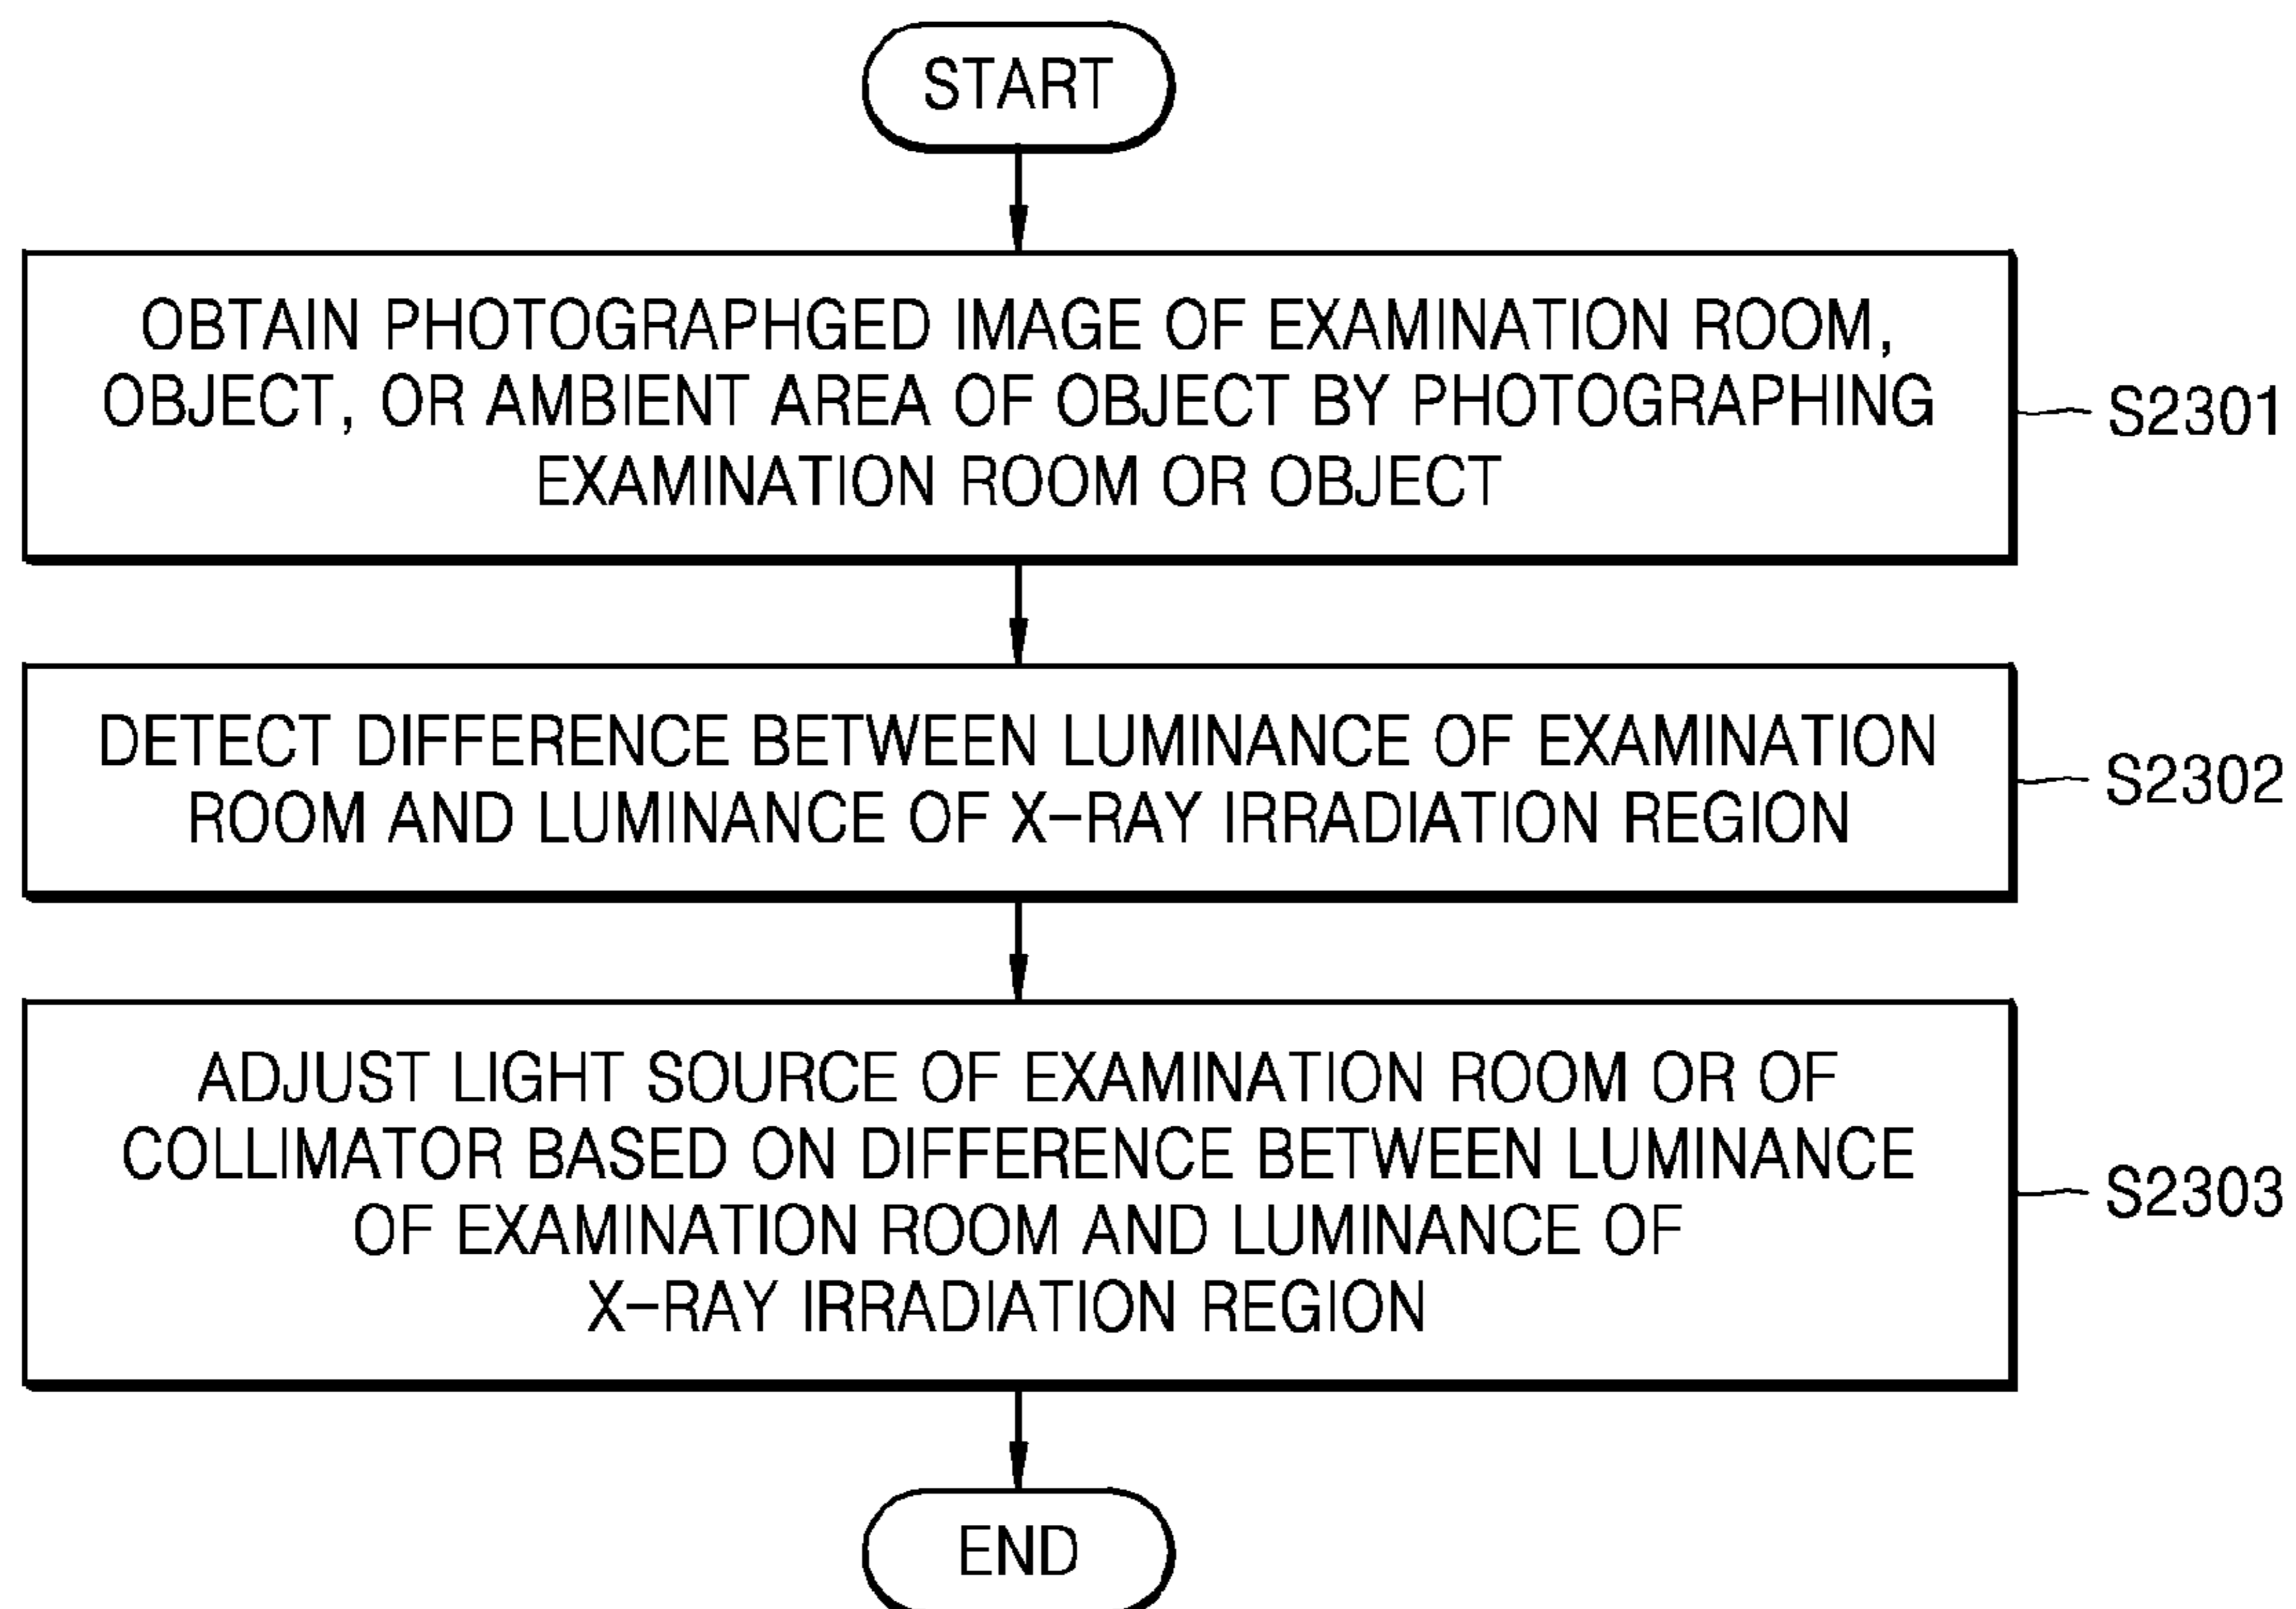 START
OBTAIN PHOTOGRAPHGED IMAGE OF EXAMINATION ROOM,
OBJECT, OR AMBIENT AREA OF OBJECT BY PHOTOGRAPHING
EXAMINATION ROOM OR OBJECT
S2301
DETECT DIFFERENCE BETWEEN LUMINANCE OF EXAMINATION
ROOM AND LUMINANCE OF X-RAY IRRADIATION REGION
S2302
ADJUST LIGHT SOURCE OF EXAMINATION ROOM OR OF
COLLIMATOR BASED ON DIFFERENCE BETWEEN LUMINANCE
OF EXAMINATION ROOM AND LUMINANCE OF
X-RAY IRRADIATION REGION
S2303
END